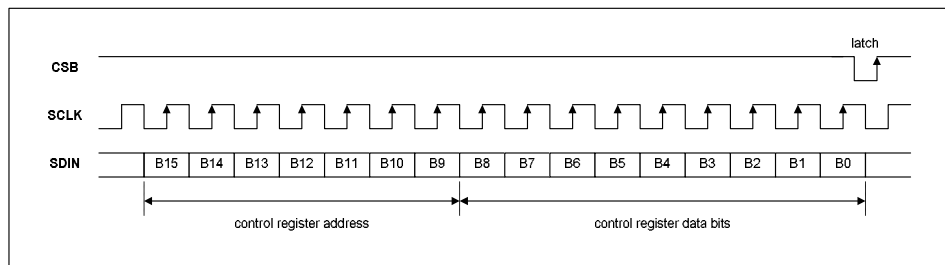 latch
CSB
SCLK
SDIN B15 B14 B13 B12 B11 B10 B9 B8 B7 B6 B5 B4 B3 B2 B1 B0
control register address control register data bits